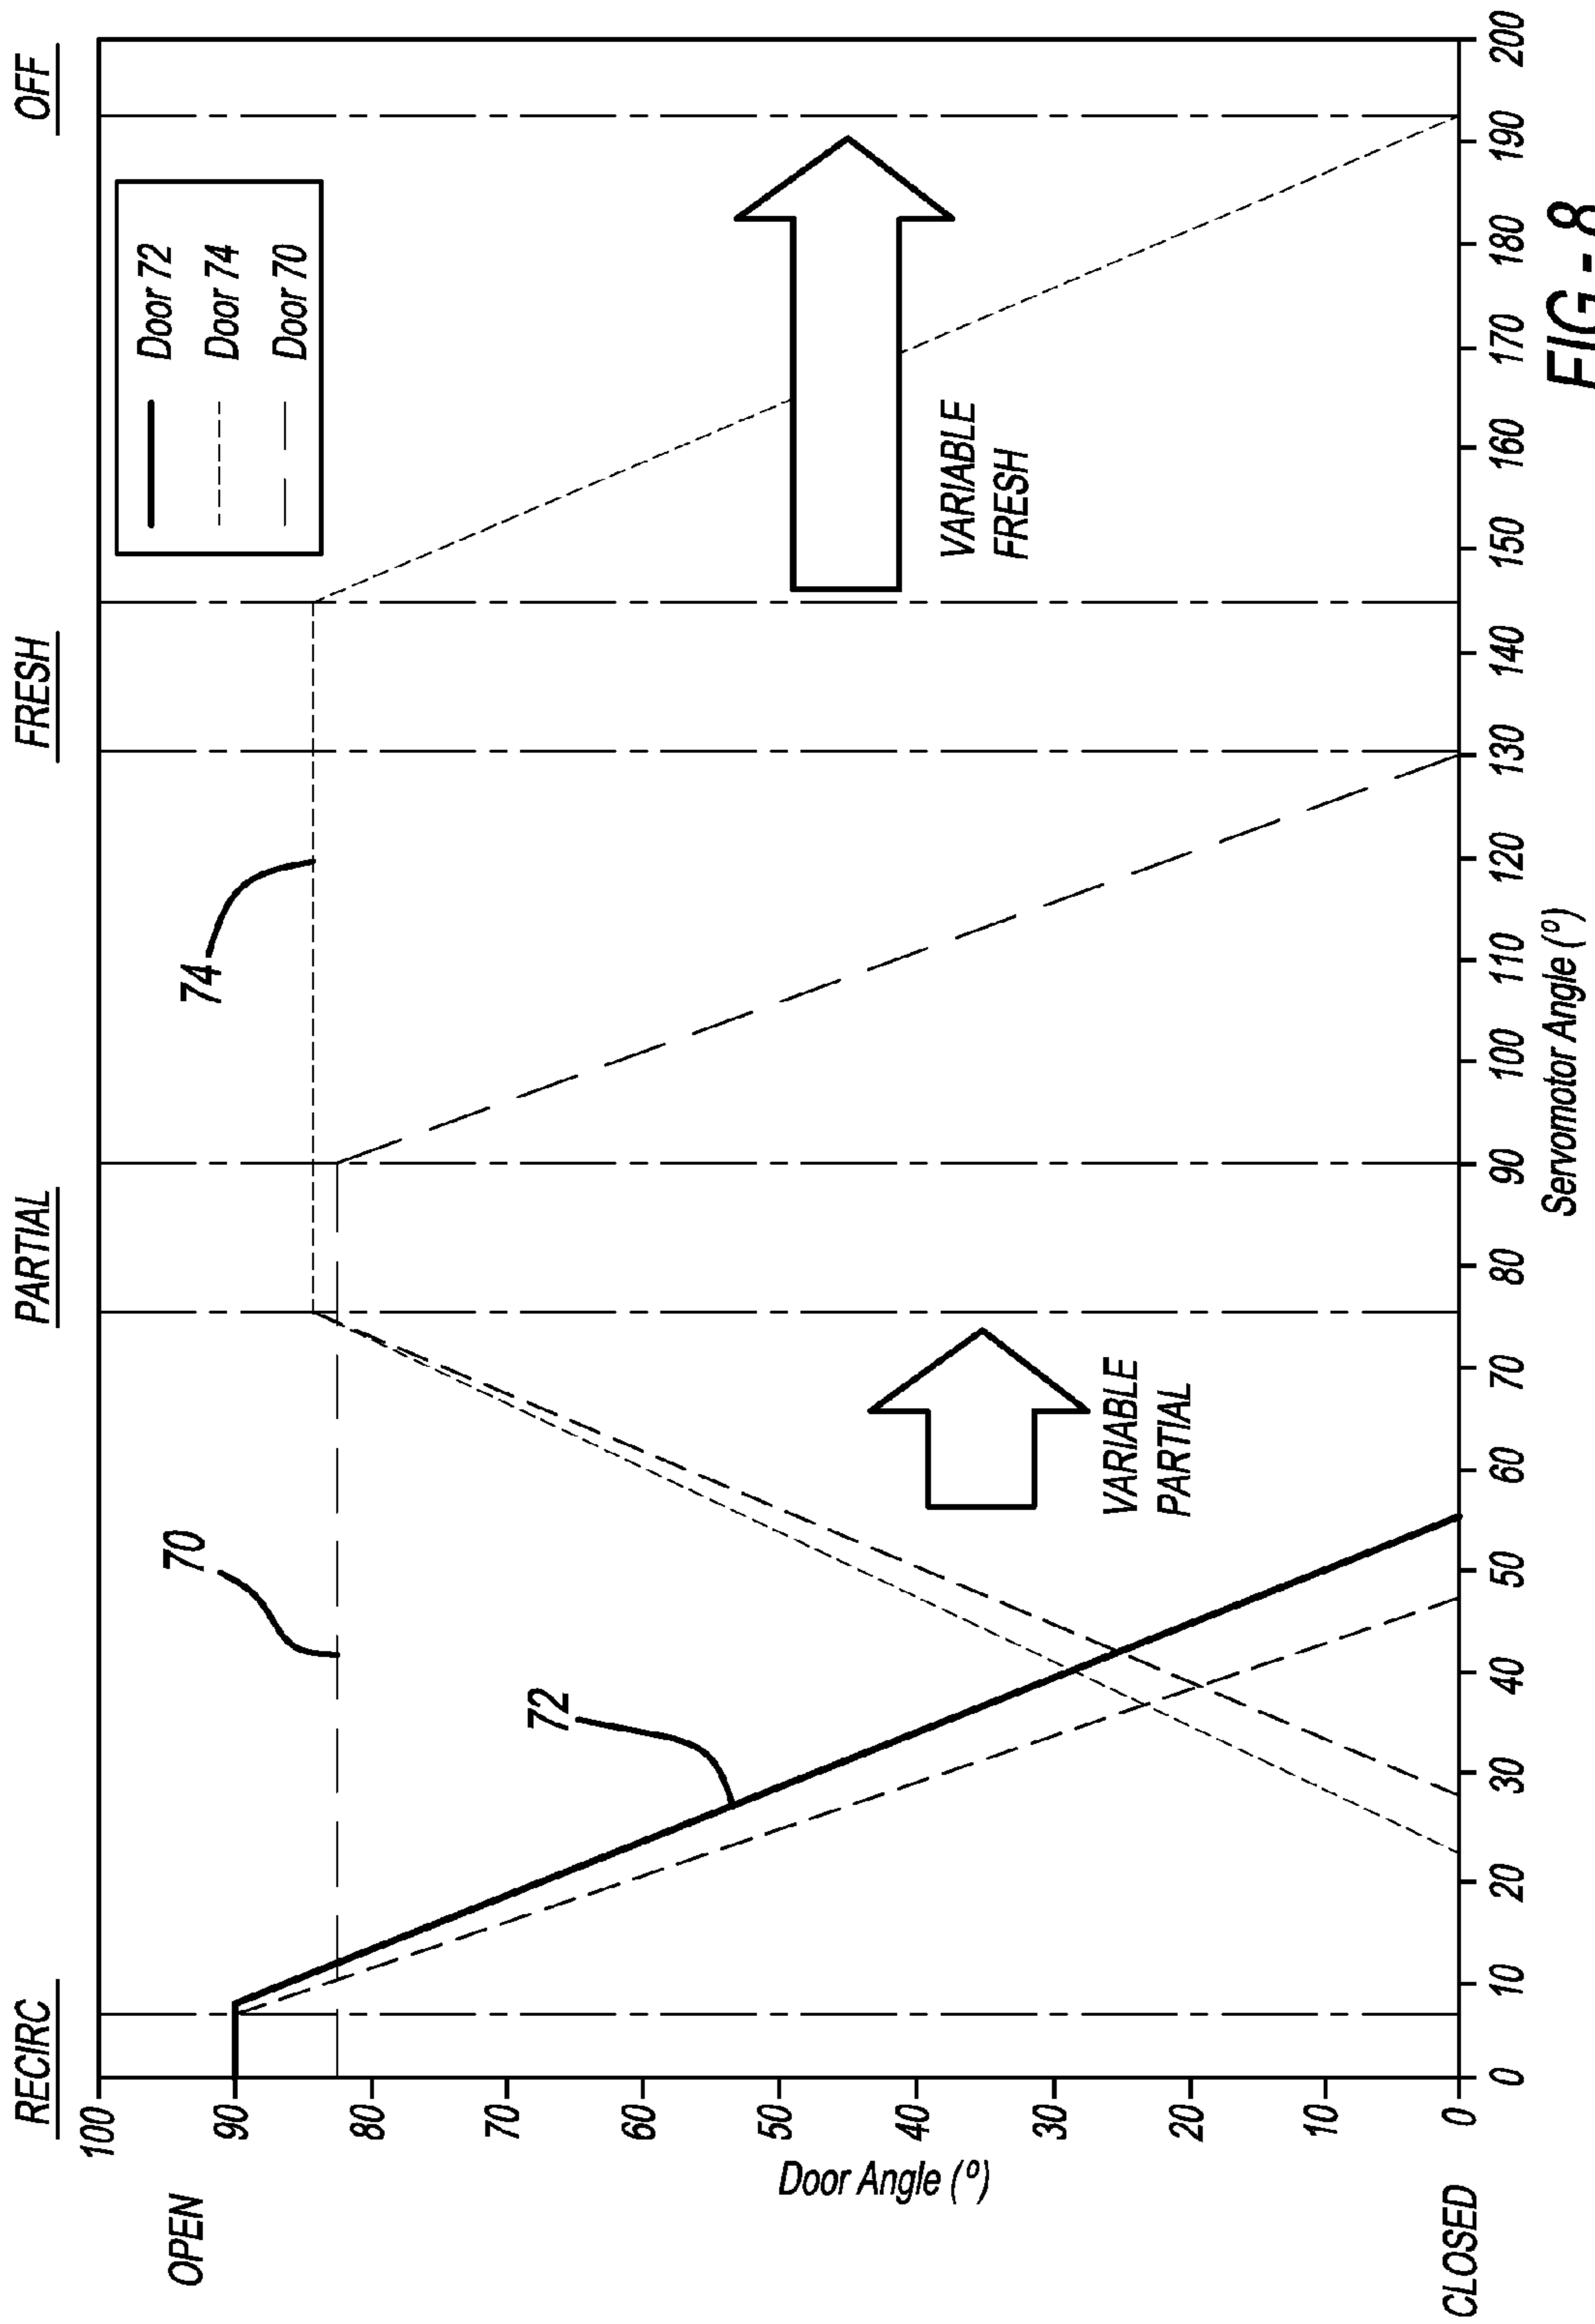 RECIRC
PARTIAL
FRESH
OFF
OPEN
CLOSED
Door Angle (º)
100
90
80
70
60
50
40
30
20
10
0
70
72
74
Door 72
Door 74
Door 70
VARIABLE
PARTIAL
VARIABLE
FRESH
0 10 20 30 40 50 60 70 80 90 100 110 120 130 140 150 160 170 180 190 200
Servomotor Angle (º)
FIG - 8